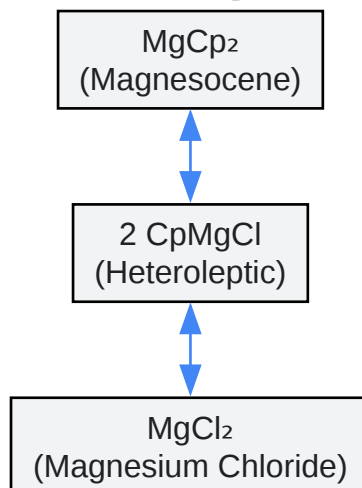 MgCp₂
(Magnesocene)
2 CpMgCl
(Heteroleptic)
MgCl₂
(Magnesium Chloride)